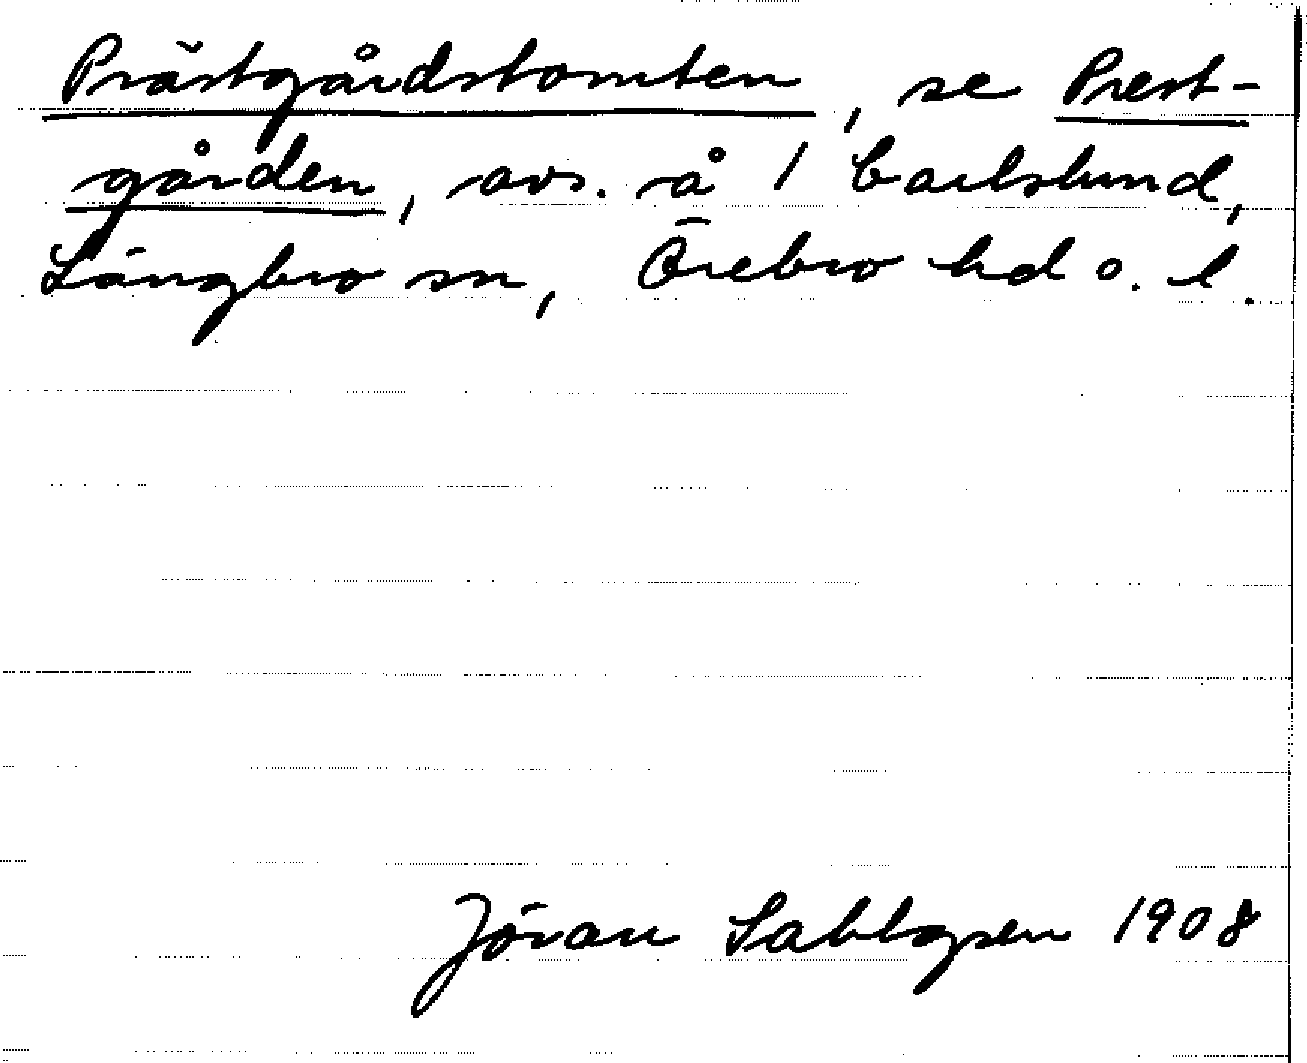 Prästgårdstomten, se Prest-
gården, avs. å 1 Carlslund,
Längbro sn, Örebro hd o. l.
Jöran Sahlgren 1908